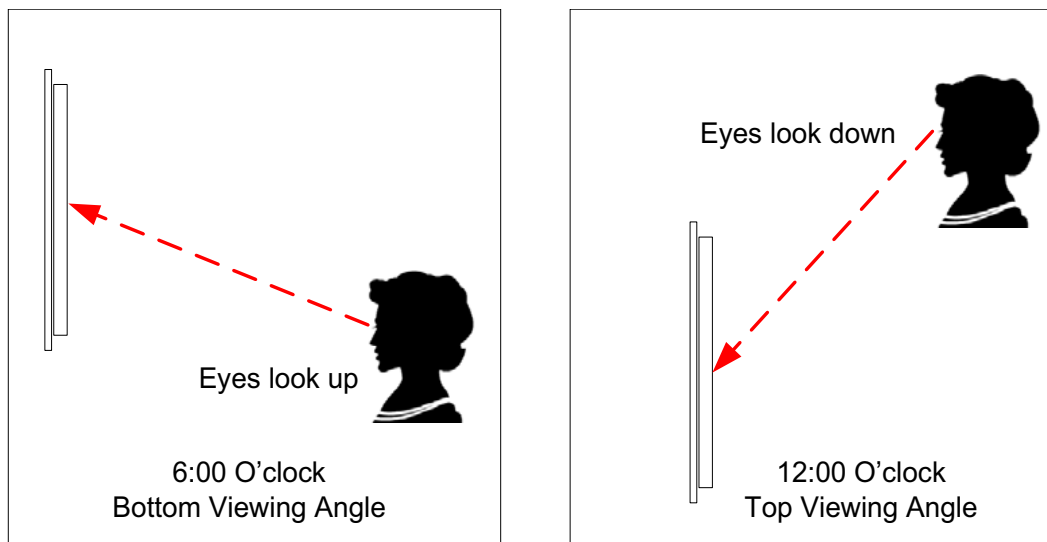 Eyes look up
6:00 O’clock
Bottom Viewing Angle
Eyes look down
12:00 O’clock
Top Viewing Angle